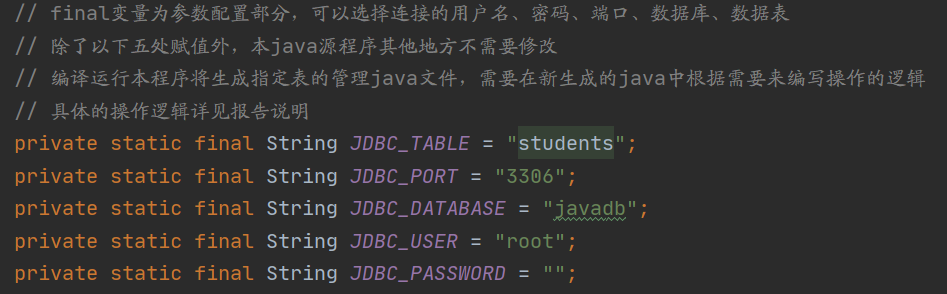 // final变量为参数配置部分，可以选择连接的用户名、密码、端口、数据库、数据表
// 除了以下五处赋值外，本java源程序其他地方不需要修改
// 编译运行本程序将生成指定表的管理java文件，需要在新生成的java中根据需要来编写操作的逻辑
// 具体的操作逻辑详见报告说明
private static final String JDBC_TABLE = "students";
private static final String JDBC_PORT = "3306";
private static final String JDBC_DATABASE = "javadb";
private static final String JDBC_USER = "root";
private static final String JDBC_PASSWORD = "";